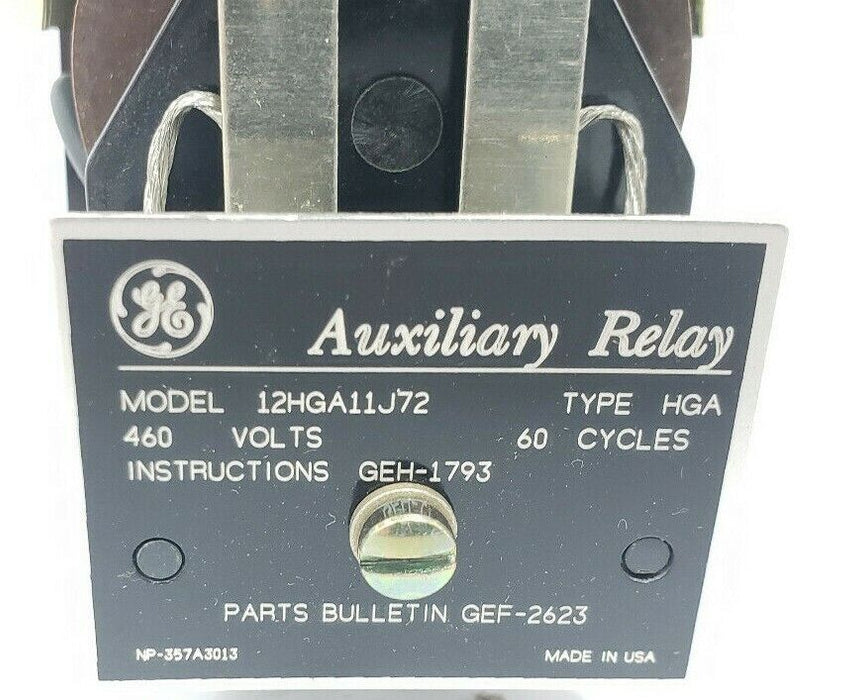 GE Auxiliary Relay
MODEL 12HGA11J72 TYPE HGA
460 VOLTS 60 CYCLES
INSTRUCTIONS GEH-1793
PARTS BULLETIN GEF-2623
NP-357A3013 MADE IN USA